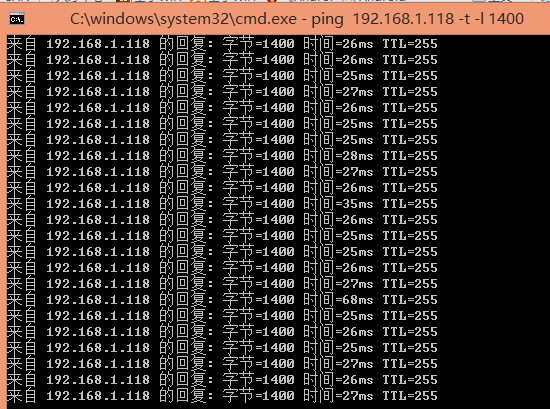 C:\windows\system32\cmd.exe - ping 192.168.1.118 -t -l 1400
来自 192.168.1.118 的回复: 字节=1400 时间=26ms TTL=255
来自 192.168.1.118 的回复: 字节=1400 时间=26ms TTL=255
来自 192.168.1.118 的回复: 字节=1400 时间=25ms TTL=255
来自 192.168.1.118 的回复: 字节=1400 时间=27ms TTL=255
来自 192.168.1.118 的回复: 字节=1400 时间=26ms TTL=255
来自 192.168.1.118 的回复: 字节=1400 时间=25ms TTL=255
来自 192.168.1.118 的回复: 字节=1400 时间=25ms TTL=255
来自 192.168.1.118 的回复: 字节=1400 时间=28ms TTL=255
来自 192.168.1.118 的回复: 字节=1400 时间=27ms TTL=255
来自 192.168.1.118 的回复: 字节=1400 时间=26ms TTL=255
来自 192.168.1.118 的回复: 字节=1400 时间=35ms TTL=255
来自 192.168.1.118 的回复: 字节=1400 时间=26ms TTL=255
来自 192.168.1.118 的回复: 字节=1400 时间=25ms TTL=255
来自 192.168.1.118 的回复: 字节=1400 时间=25ms TTL=255
来自 192.168.1.118 的回复: 字节=1400 时间=26ms TTL=255
来自 192.168.1.118 的回复: 字节=1400 时间=27ms TTL=255
来自 192.168.1.118 的回复: 字节=1400 时间=68ms TTL=255
来自 192.168.1.118 的回复: 字节=1400 时间=25ms TTL=255
来自 192.168.1.118 的回复: 字节=1400 时间=26ms TTL=255
来自 192.168.1.118 的回复: 字节=1400 时间=25ms TTL=255
来自 192.168.1.118 的回复: 字节=1400 时间=27ms TTL=255
来自 192.168.1.118 的回复: 字节=1400 时间=26ms TTL=255
来自 192.168.1.118 的回复: 字节=1400 时间=27ms TTL=255